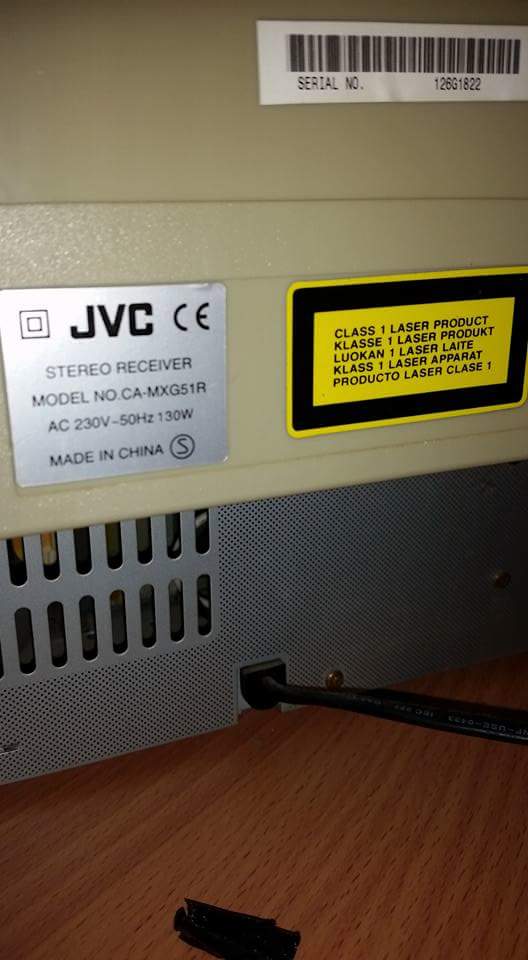 SERIAL NO. 126G1822
JVC CE
STEREO RECEIVER
MODEL NO.CA-MXG51R
AC 230V~50Hz 130W
MADE IN CHINA S
CLASS 1 LASER PRODUCT
KLASSE 1 LASER PRODUKT
LUOKAN 1 LASER LAITE
KLASS 1 LASER APPARAT
PRODUCTO LASER CLASE 1